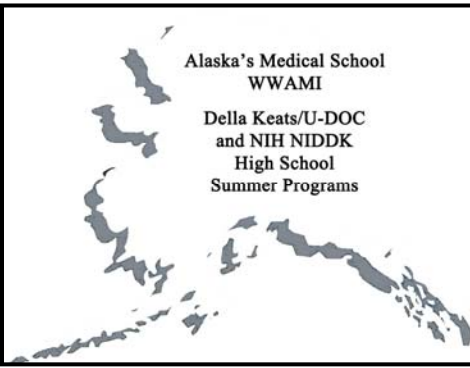 Alaska's Medical School
WWAMI
Della Keats/U-DOC
and NIH NIDDK
High School
Summer Programs